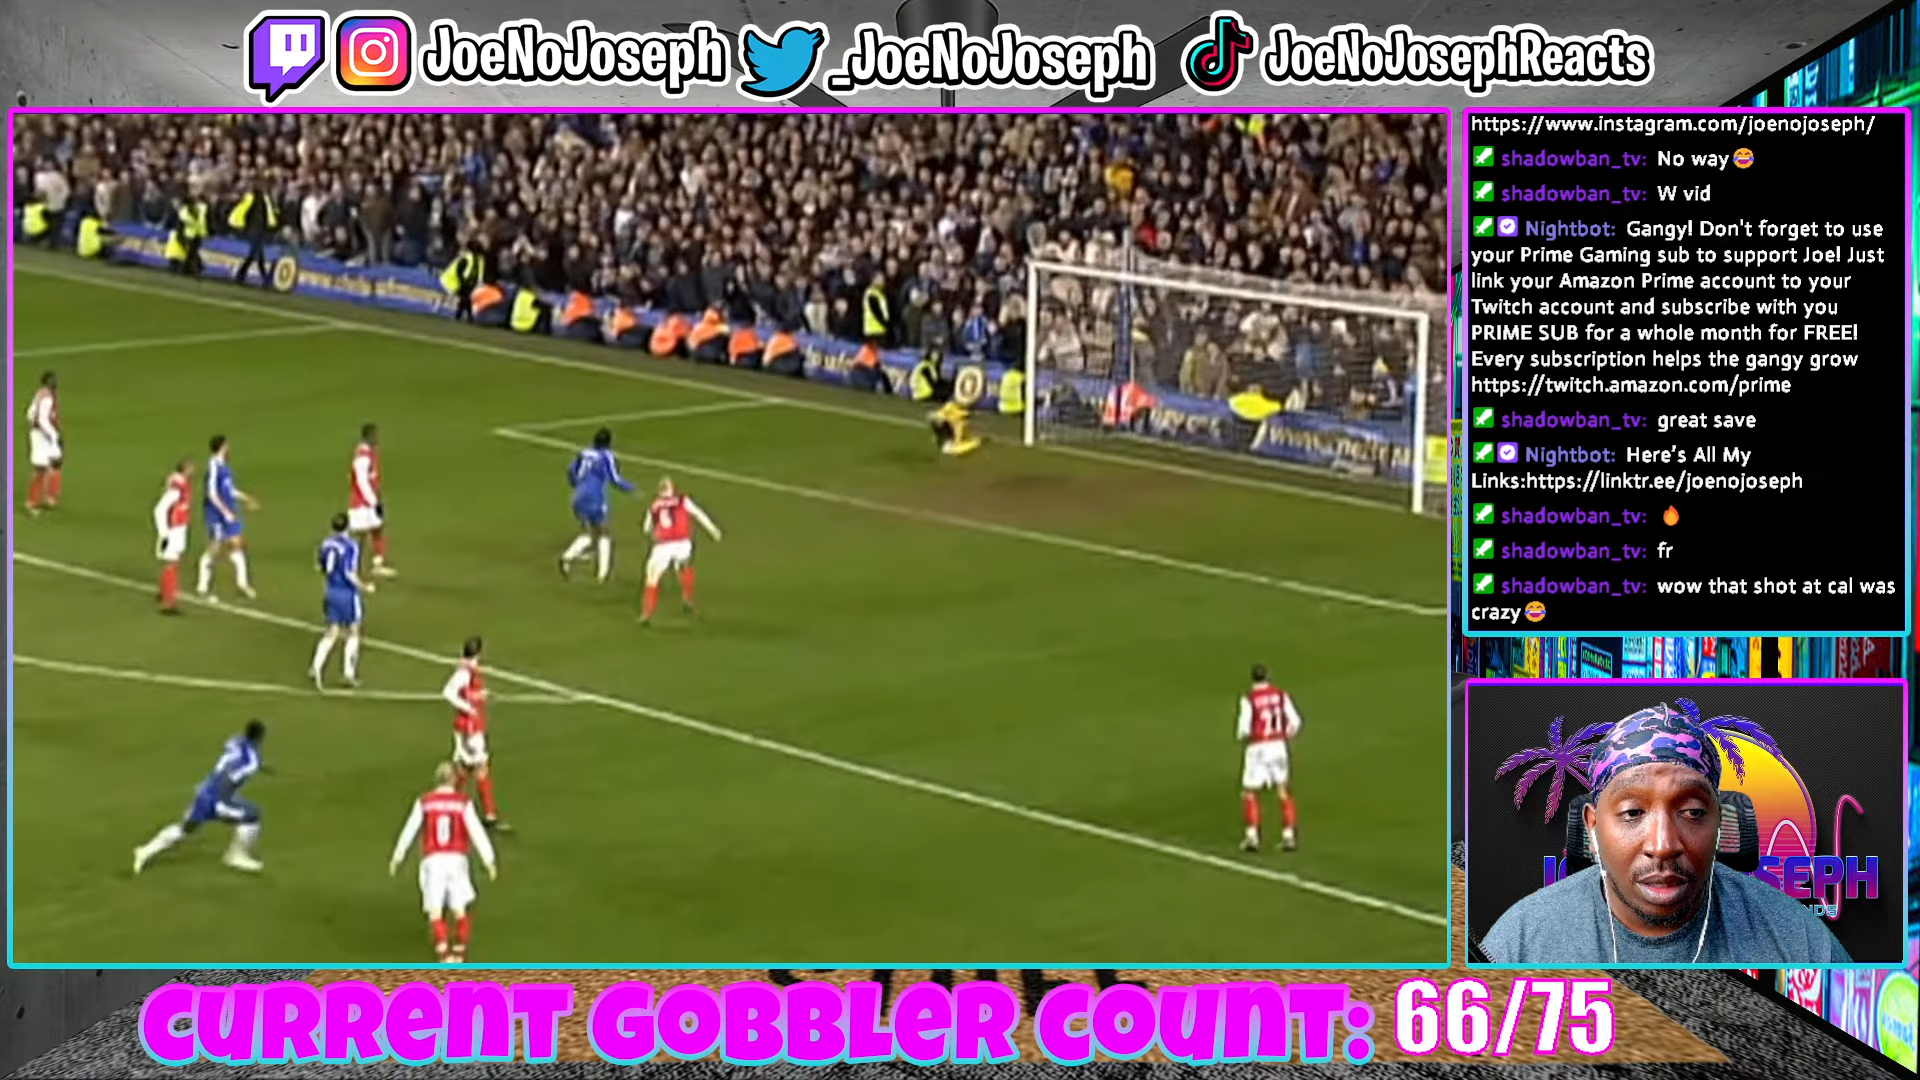 JoeNoJoseph _JoeNoJoseph JoeNoJosephReacts
https://www.instagram.com/joenojoseph/
shadowban_tv: No way😂
shadowban_tv: W vid
Nightbot: Gangy! Don't forget to use
your Prime Gaming sub to support Joe! Just
link your Amazon Prime account to your
Twitch account and subscribe with you
PRIME SUB for a whole month for FREE!
Every subscription helps the gangy grow
https://twitch.amazon.com/prime
shadowban_tv: great save
Nightbot: Here's All My
Links:https://linktr.ee/joenojoseph
shadowban_tv: 🔥
shadowban_tv: fr
shadowban_tv: wow that shot at cal was
crazy😂
SEPH
8
CURRENT GOBBLER COUNT: 66/75